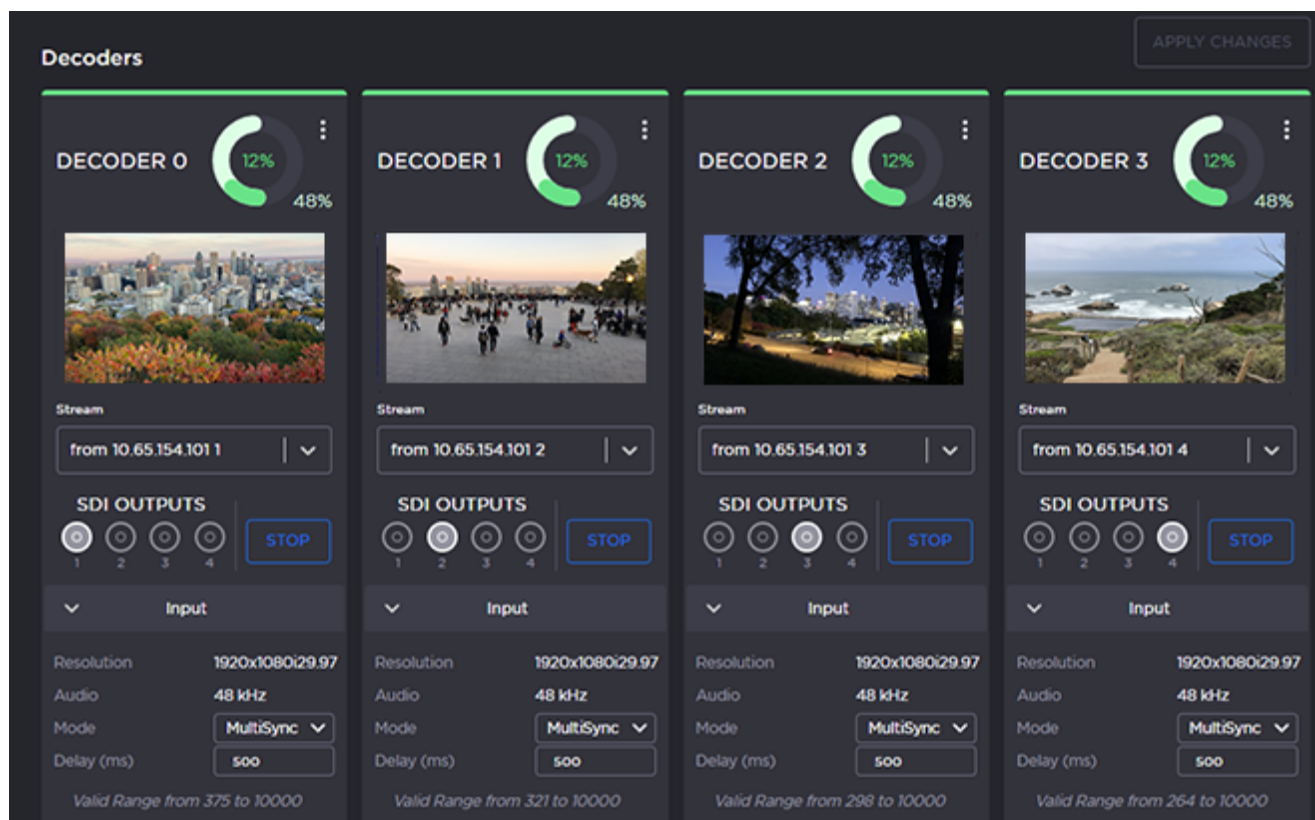 APPLY CHANGES
Decoders
DECODER 0
12%
48%
Stream
from 10.65.154.101 1
SDI OUTPUTS
1 2 3 4
STOP
Input
Resolution 1920x1080i29.97
Audio 48 kHz
Mode MultiSync
Delay (ms) 500
Valid Range from 375 to 10000
DECODER 1
12%
48%
Stream
from 10.65.154.101 2
SDI OUTPUTS
1 2 3 4
STOP
Input
Resolution 1920x1080i29.97
Audio 48 kHz
Mode MultiSync
Delay (ms) 500
Valid Range from 321 to 10000
DECODER 2
12%
48%
Stream
from 10.65.154.101 3
SDI OUTPUTS
1 2 3 4
STOP
Input
Resolution 1920x1080i29.97
Audio 48 kHz
Mode MultiSync
Delay (ms) 500
Valid Range from 298 to 10000
DECODER 3
12%
48%
Stream
from 10.65.154.101 4
SDI OUTPUTS
1 2 3 4
STOP
Input
Resolution 1920x1080i29.97
Audio 48 kHz
Mode MultiSync
Delay (ms) 500
Valid Range from 264 to 10000